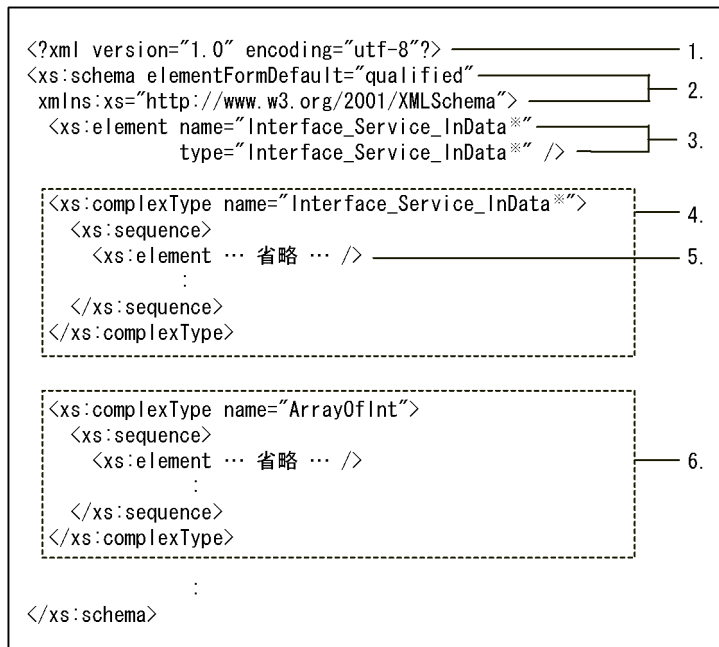 <?xml version="1.0" encoding="utf-8"?> 1.
<xs:schema elementFormDefault="qualified"
xmlns:xs="http://www.w3.org/2001/XMLSchema"> 2.
<xs:element name="Interface_Service_InData※"
type="Interface_Service_InData※" /> 3.
<xs:complexType name="Interface_Service_InData※"> 4.
<xs:sequence>
<xs:element … 省略 … /> 5.
:
</xs:sequence>
</xs:complexType>
<xs:complexType name="ArrayOfInt">
<xs:sequence>
<xs:element … 省略 … /> 6.
:
</xs:sequence>
</xs:complexType>
:
</xs:schema>